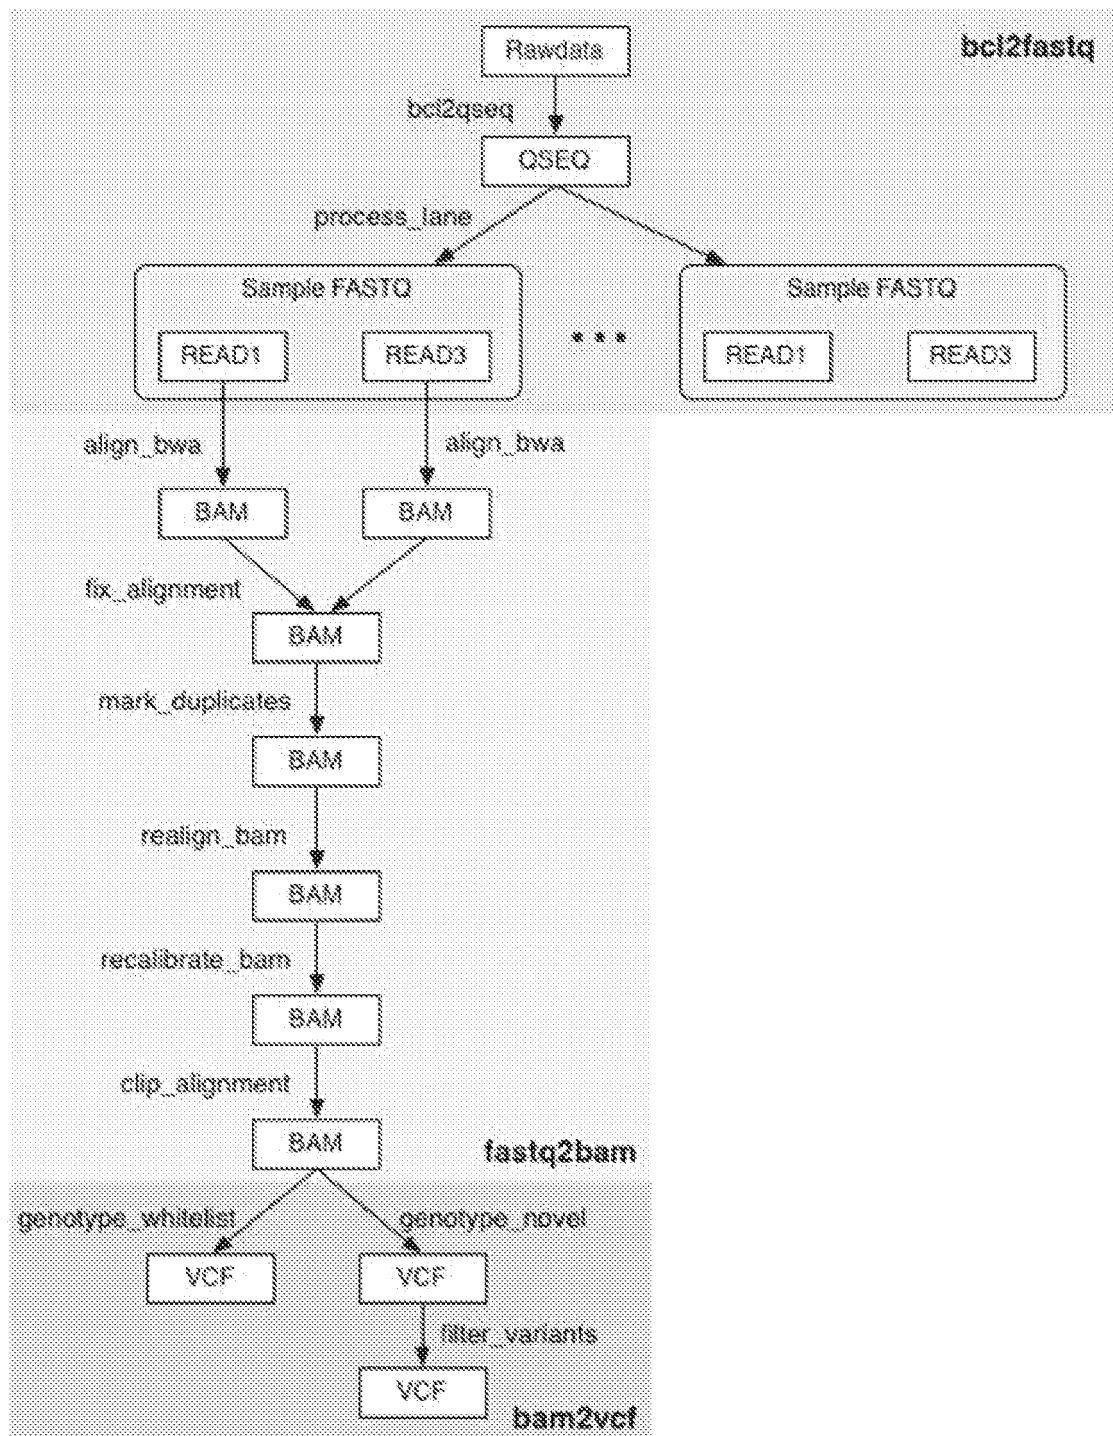 Rawdata
bcl2fastq
bcl2qseq
QSEQ
process_lane
Sample FASTQ
Sample FASTQ
READ1
READ3
...
READ1
READ3
align_bwa
align_bwa
BAM
BAM
fix_alignment
BAM
mark_duplicates
BAM
realign_bam
BAM
recalibrate_bam
BAM
clip_alignment
BAM
fastq2bam
genotype_whitelist
genotype_novel
VCF
VCF
filter_variants
VCF
bam2vcf